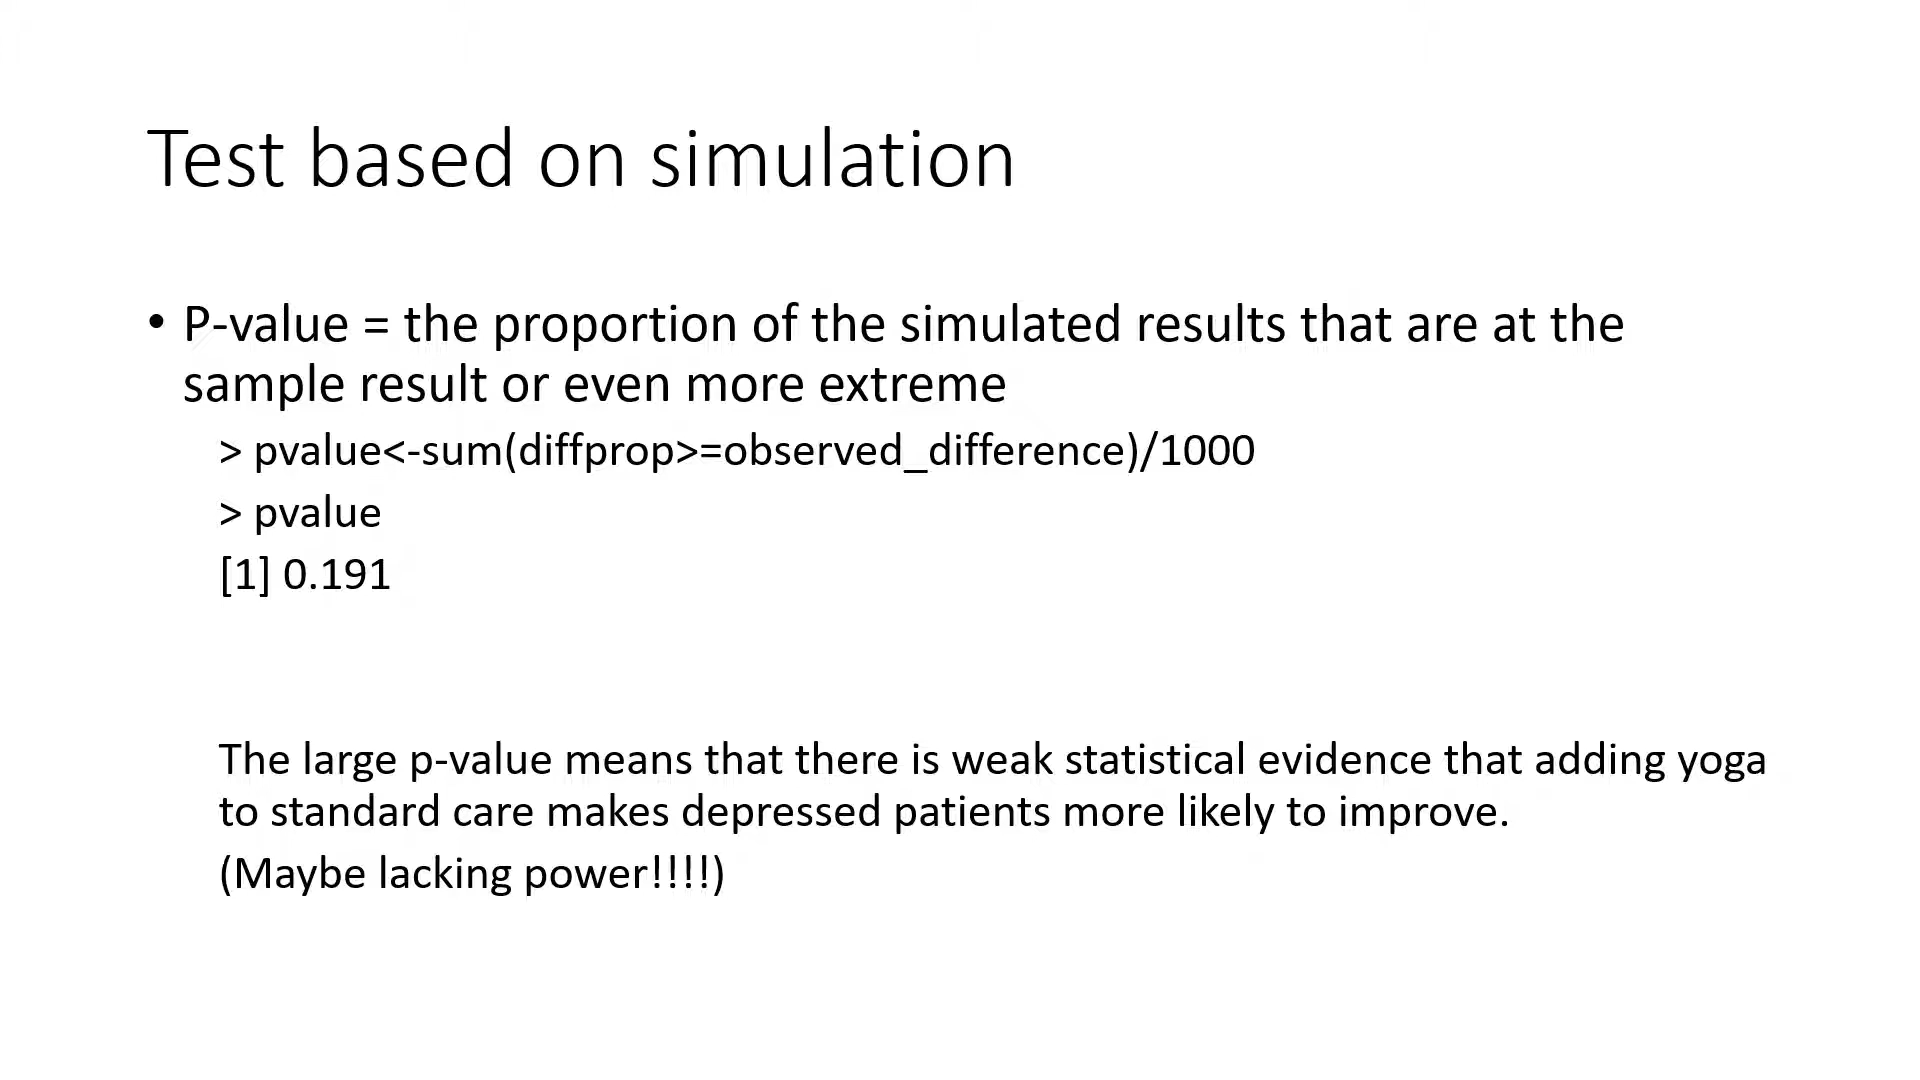 Test based on simulation
• P-value = the proportion of the simulated results that are at the
sample result or even more extreme
> pvalue<-sum(diffprop>=observed_difference)/1000
> pvalue
[1] 0.191
The large p-value means that there is weak statistical evidence that adding yoga
to standard care makes depressed patients more likely to improve.
(Maybe lacking power!!!!)